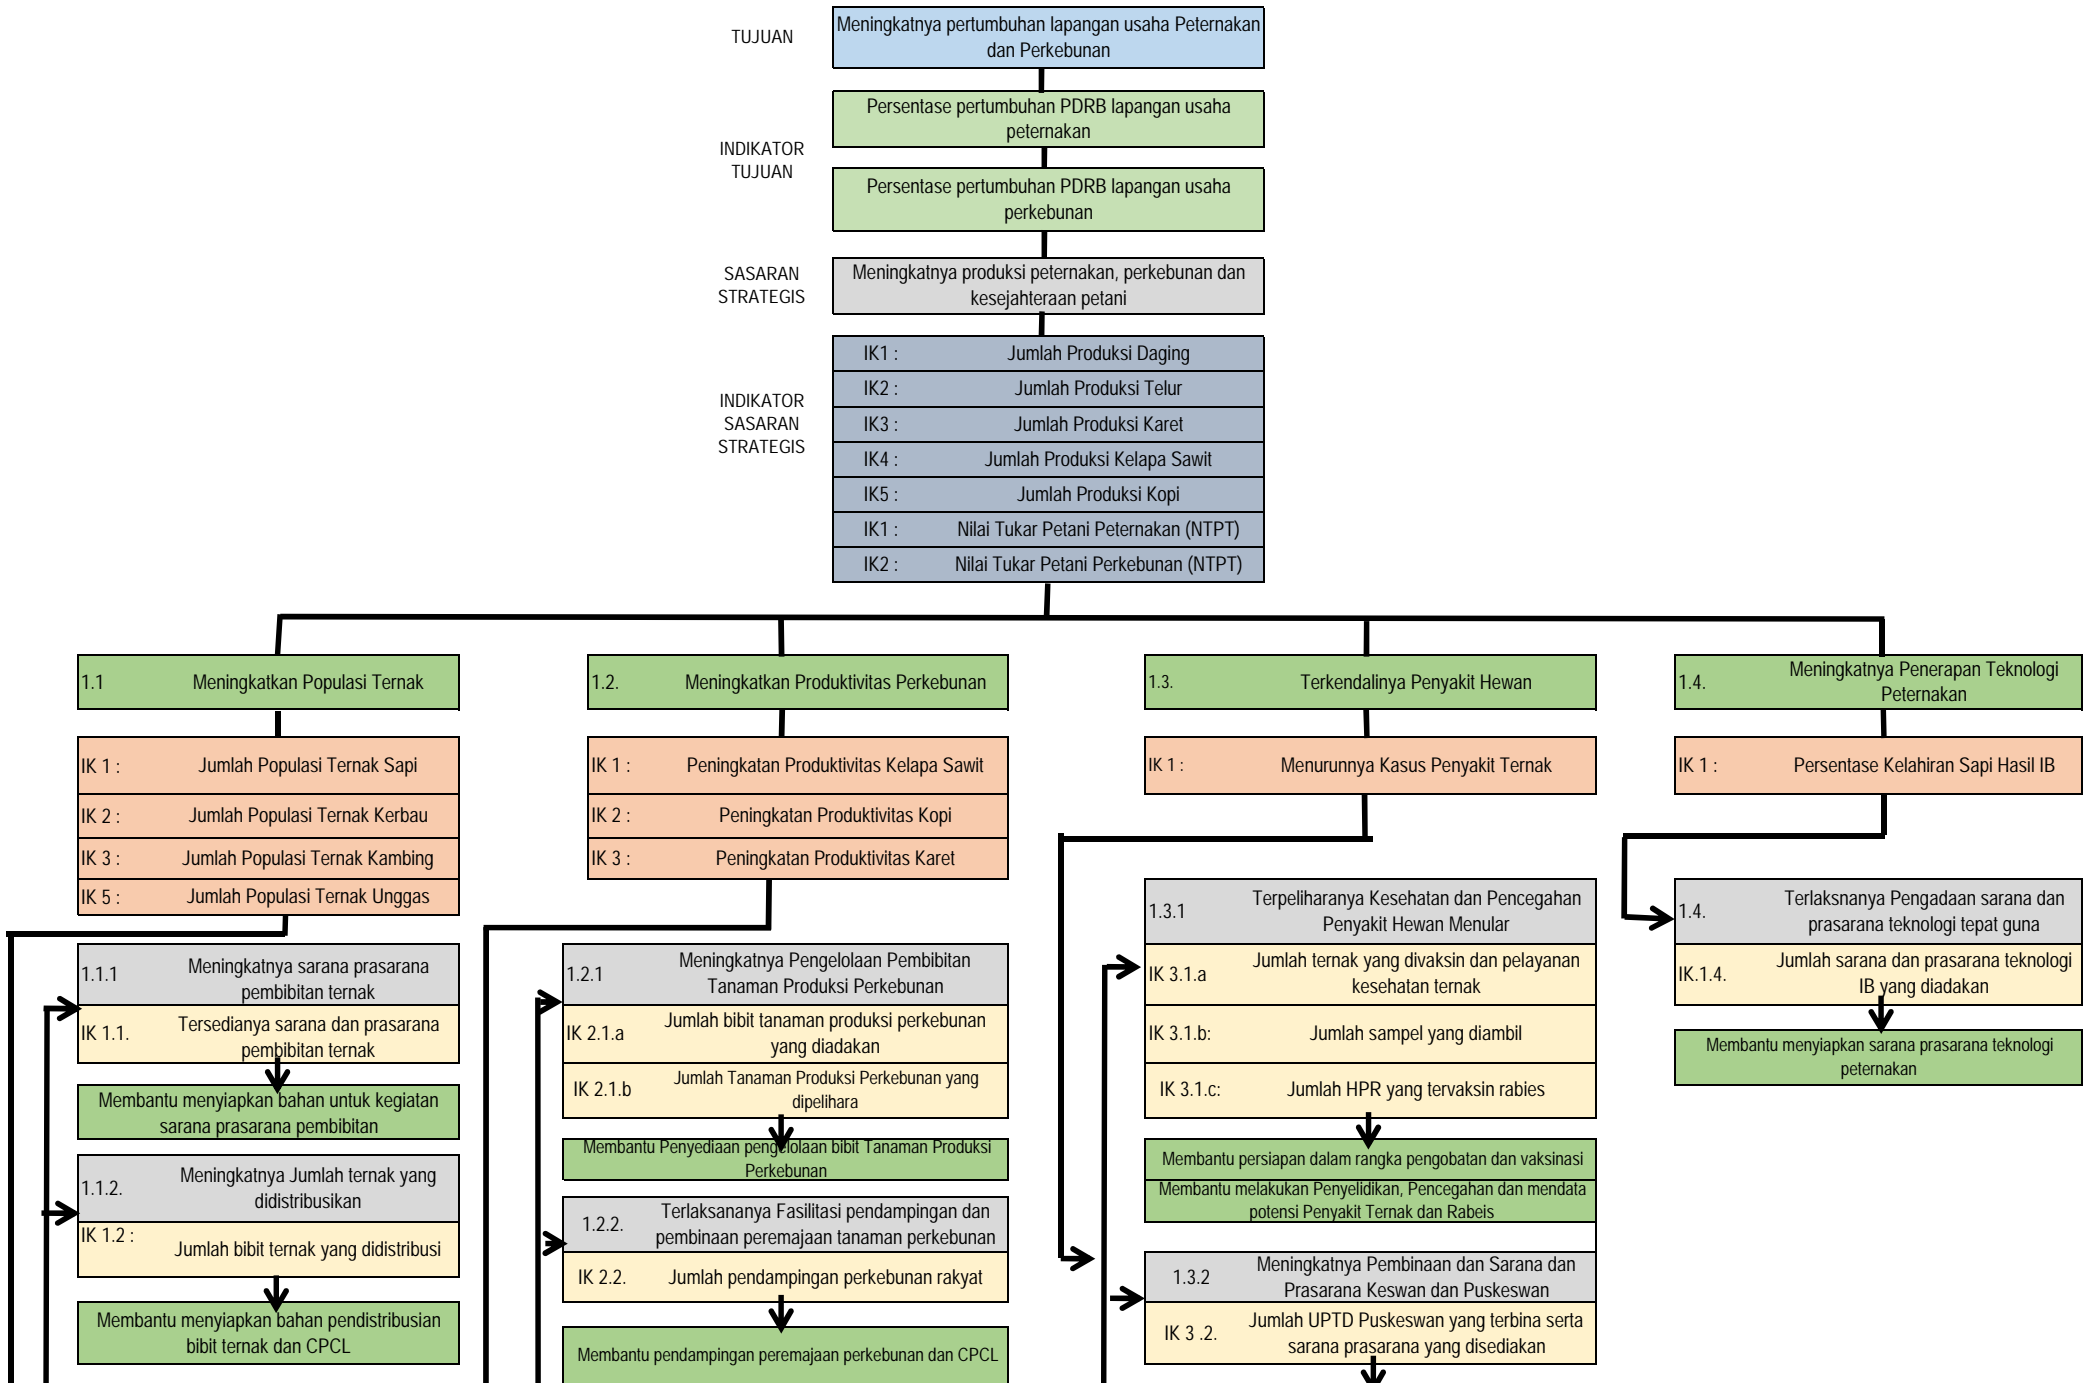 TUJUAN
Meningkatnya pertumbuhan lapangan usaha Peternakan
dan Perkebunan
INDIKATOR
TUJUAN
Persentase pertumbuhan PDRB lapangan usaha
peternakan
Persentase pertumbuhan PDRB lapangan usaha
perkebunan
SASARAN
STRATEGIS
Meningkatnya produksi peternakan, perkebunan dan
kesejahteraan petani
INDIKATOR
SASARAN
STRATEGIS
IK1 : Jumlah Produksi Daging
IK2 : Jumlah Produksi Telur
IK3 : Jumlah Produksi Karet
IK4 : Jumlah Produksi Kelapa Sawit
IK5 : Jumlah Produksi Kopi
IK1 : Nilai Tukar Petani Peternakan (NTPT)
IK2 : Nilai Tukar Petani Perkebunan (NTPT)
1.1 Meningkatkan Populasi Ternak
IK 1 : Jumlah Populasi Ternak Sapi
IK 2 : Jumlah Populasi Ternak Kerbau
IK 3 : Jumlah Populasi Ternak Kambing
IK 5 : Jumlah Populasi Ternak Unggas
1.1.1 Meningkatnya sarana prasarana
pembibitan ternak
IK 1.1. Tersedianya sarana dan prasarana
pembibitan ternak
Membantu menyiapkan bahan untuk kegiatan
sarana prasarana pembibitan
1.1.2. Meningkatnya Jumlah ternak yang
didistribusikan
IK 1.2 : Jumlah bibit ternak yang didistribusi
Membantu menyiapkan bahan pendistribusian
bibit ternak dan CPCL
1.2. Meningkatkan Produktivitas Perkebunan
IK 1 : Peningkatan Produktivitas Kelapa Sawit
IK 2 : Peningkatan Produktivitas Kopi
IK 3 : Peningkatan Produktivitas Karet
1.2.1 Meningkatnya Pengelolaan Pembibitan
Tanaman Produksi Perkebunan
IK 2.1.a Jumlah bibit tanaman produksi perkebunan
yang diadakan
IK 2.1.b Jumlah Tanaman Produksi Perkebunan yang
dipelihara
Membantu Penyediaan pengelolaan bibit Tanaman Produksi
Perkebunan
1.2.2. Terlaksananya Fasilitasi pendampingan dan
pembinaan peremajaan tanaman perkebunan
IK 2.2. Jumlah pendampingan perkebunan rakyat
Membantu pendampingan peremajaan perkebunan dan CPCL
1.3. Terkendalinya Penyakit Hewan
IK 1 : Menurunnya Kasus Penyakit Ternak
1.3.1 Terpeliharanya Kesehatan dan Pencegahan
Penyakit Hewan Menular
IK 3.1.a Jumlah ternak yang divaksin dan pelayanan
kesehatan ternak
IK 3.1.b: Jumlah sampel yang diambil
IK 3.1.c: Jumlah HPR yang tervaksin rabies
Membantu persiapan dalam rangka pengobatan dan vaksinasi
Membantu melakukan Penyelidikan, Pencegahan dan mendata
potensi Penyakit Ternak dan Rabeis
1.3.2 Meningkatnya Pembinaan dan Sarana dan
Prasarana Keswan dan Puskeswan
IK 3 .2. Jumlah UPTD Puskeswan yang terbina serta
sarana prasarana yang disediakan
1.4. Meningkatnya Penerapan Teknologi
Peternakan
IK 1 : Persentase Kelahiran Sapi Hasil IB
1.4. Terlaksnanya Pengadaan sarana dan
prasarana teknologi tepat guna
IK.1.4. Jumlah sarana dan prasarana teknologi
IB yang diadakan
Membantu menyiapkan sarana prasarana teknologi
peternakan